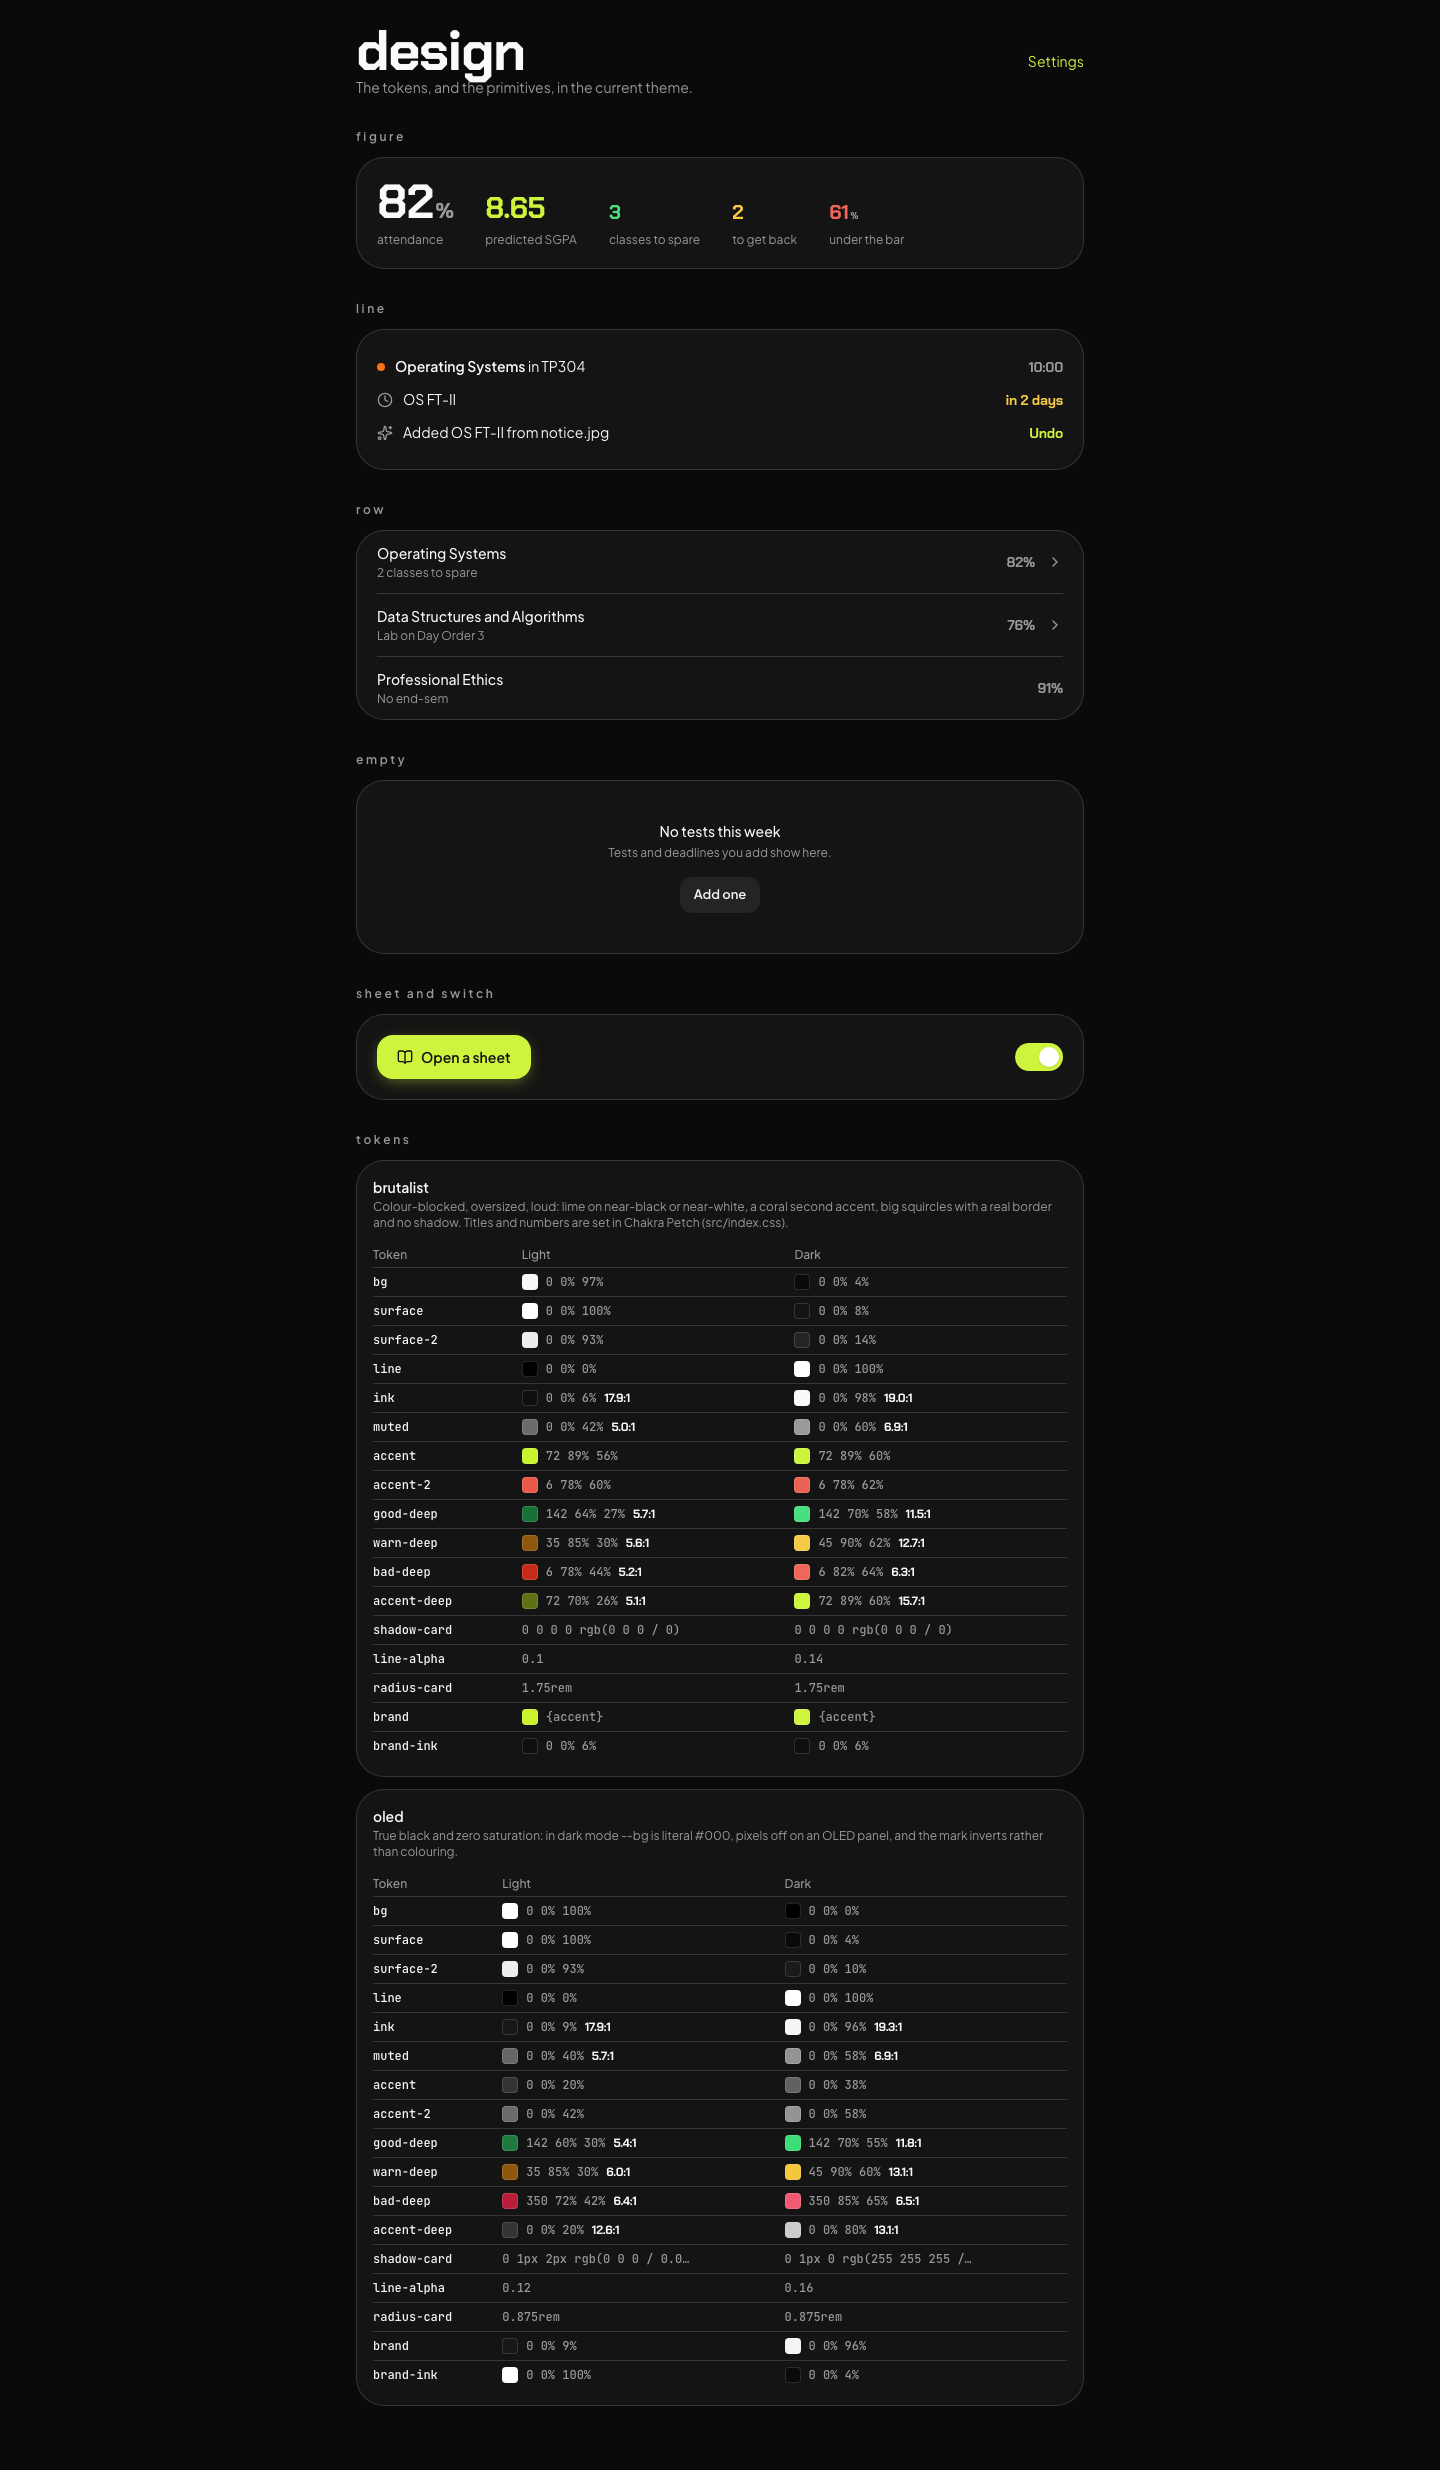 design
Settings
The tokens, and the primitives, in the current theme.
figure
82%
8.65
3
2
61%
attendance
predicted SGPA
classes to spare
to get back
under the bar
line
Operating Systems in TP304
10:00
OS FT-II
in 2 days
Added OS FT-II from notice.jpg
Undo
row
Operating Systems
2 classes to spare
82%
Data Structures and Algorithms
Lab on Day Order 3
76%
Professional Ethics
No end-sem
91%
empty
No tests this week
Tests and deadlines you add show here.
Add one
sheet and switch
Open a sheet
tokens
brutalist
Colour-blocked, oversized, loud: lime on near-black or near-white, a coral second accent, big squircles with a real border
and no shadow. Titles and numbers are set in Chakra Petch (src/index.css).
Token Light Dark
bg 0 0% 97% 0 0% 4%
surface 0 0% 100% 0 0% 8%
surface-2 0 0% 93% 0 0% 14%
line 0 0% 0% 0 0% 100%
ink 0 0% 6% 17.9:1 0 0% 98% 19.0:1
muted 0 0% 42% 5.0:1 0 0% 60% 6.9:1
accent 72 89% 56% 72 89% 60%
accent-2 6 78% 60% 6 78% 62%
good-deep 142 64% 27% 5.7:1 142 70% 58% 11.5:1
warn-deep 35 85% 30% 5.6:1 45 90% 62% 12.7:1
bad-deep 6 78% 44% 5.2:1 6 82% 64% 6.3:1
accent-deep 72 70% 26% 5.1:1 72 89% 60% 15.7:1
shadow-card 0 0 0 0 rgb(0 0 0 / 0) 0 0 0 0 rgb(0 0 0 / 0)
line-alpha 0.1 0.14
radius-card 1.75rem 1.75rem
brand {accent} {accent}
brand-ink 0 0% 6% 0 0% 6%
oled
True black and zero saturation: in dark mode --bg is literal #000, pixels off on an OLED panel, and the mark inverts rather
than colouring.
Token Light Dark
bg 0 0% 100% 0 0% 0%
surface 0 0% 100% 0 0% 4%
surface-2 0 0% 93% 0 0% 10%
line 0 0% 0% 0 0% 100%
ink 0 0% 9% 17.9:1 0 0% 96% 19.3:1
muted 0 0% 40% 5.7:1 0 0% 58% 6.9:1
accent 0 0% 20% 0 0% 38%
accent-2 0 0% 42% 0 0% 58%
good-deep 142 60% 30% 5.4:1 142 70% 55% 11.8:1
warn-deep 35 85% 30% 6.0:1 45 90% 60% 13.1:1
bad-deep 350 72% 42% 6.4:1 350 85% 65% 6.5:1
accent-deep 0 0% 20% 12.6:1 0 0% 80% 13.1:1
shadow-card 0 1px 2px rgb(0 0 0 / 0.0… 0 1px 0 rgb(255 255 255 /…
line-alpha 0.12 0.16
radius-card 0.875rem 0.875rem
brand 0 0% 9% 0 0% 96%
brand-ink 0 0% 100% 0 0% 4%